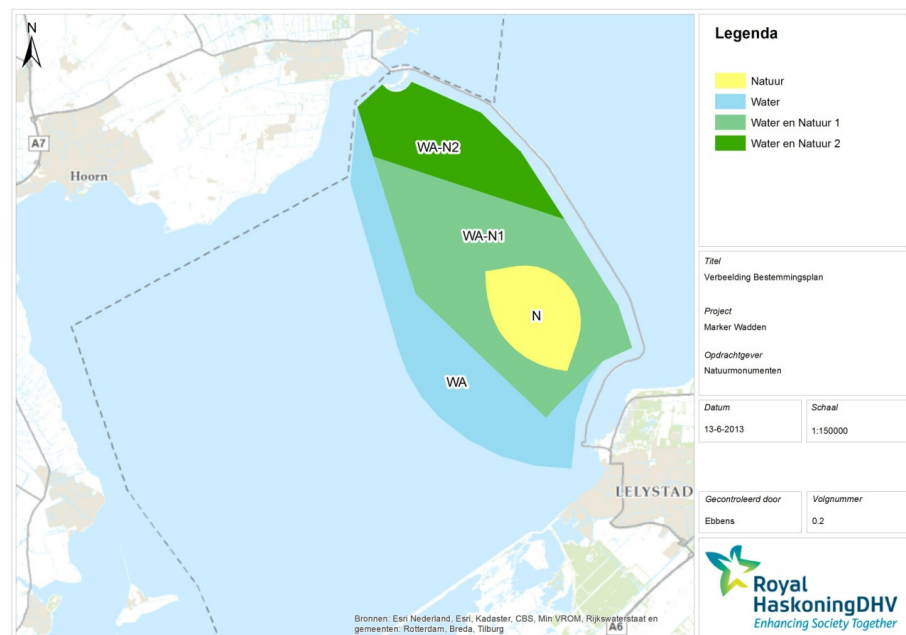 N
A7
Hoorn
WA-N2
WA-N1
N
WA
LELYSTAD
A6
Bronnen: Esri Nederland, Esri, Kadaster, CBS, Min VROM, Rijkswaterstaat en
gemeenten: Rotterdam, Breda, Tilburg
Legenda
Natuur
Water
Water en Natuur 1
Water en Natuur 2
Titel
Verbeelding Bestemmingsplan
Project
Marker Wadden
Opdrachtgever
Natuurmonumenten
Datum
13-6-2013
Schaal
1:150000
Gecontroleerd door
Ebbens
Volgnummer
0.2
Royal
HaskoningDHV
Enhancing Society Together